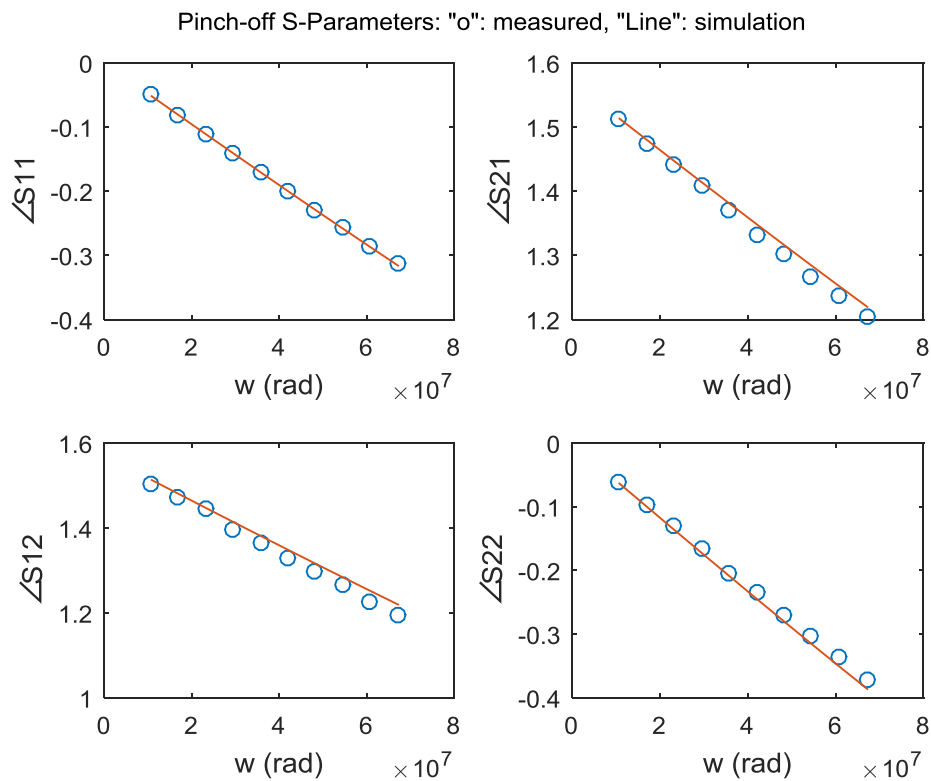 Pinch-off S-Parameters: "o": measured, "Line": simulation
0
-0.1
-0.2
-0.3
-0.4
∠S11
0 2 4 6 8
w (rad) ×10^7
1.6
1.5
1.4
1.3
1.2
∠S21
0 2 4 6 8
w (rad) ×10^7
1.6
1.4
1.2
1
∠S12
0 2 4 6 8
w (rad) ×10^7
0
-0.1
-0.2
-0.3
-0.4
∠S22
0 2 4 6 8
w (rad) ×10^7